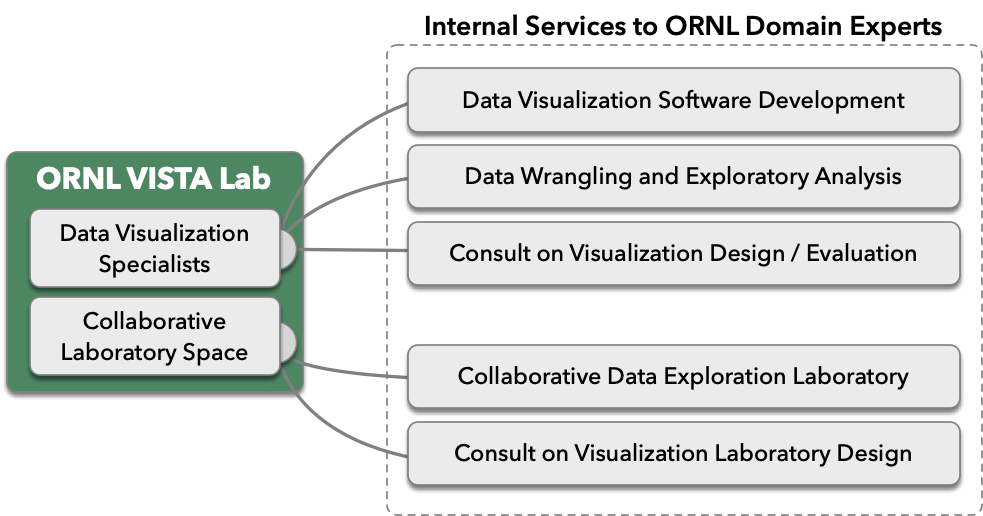 Internal Services to ORNL Domain Experts
ORNL VISTA Lab
Data Visualization
Specialists
Collaborative
Laboratory Space
Data Visualization Software Development
Data Wrangling and Exploratory Analysis
Consult on Visualization Design / Evaluation
Collaborative Data Exploration Laboratory
Consult on Visualization Laboratory Design